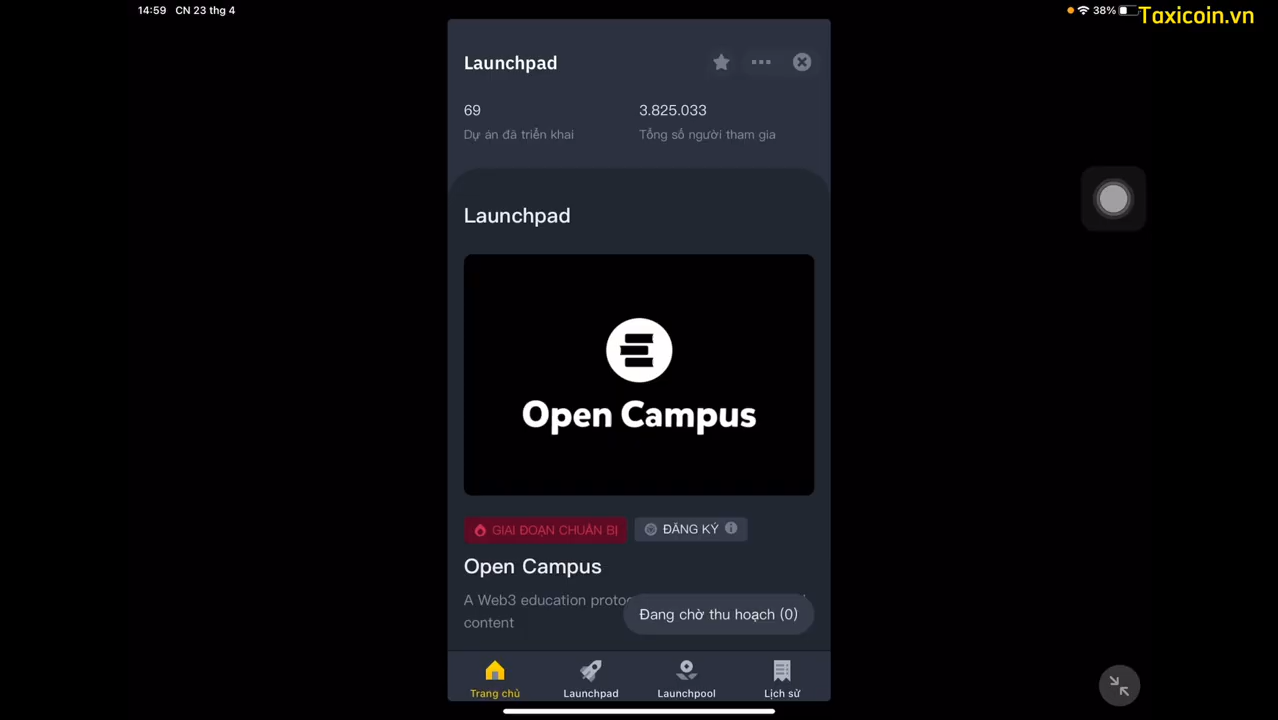 14:59 CN 23 thg 4
38%
Taxicoin.vn
Launchpad
69
3.825.033
Dự án đã triển khai
Tổng số người tham gia
Launchpad
Open Campus
GIAI ĐOẠN CHUẨN BỊ
ĐĂNG KÝ
Open Campus
A Web3 education
content
Đang chờ thu hoạch (0)
Trang chủ
Launchpad
Launchpool
Lịch sử